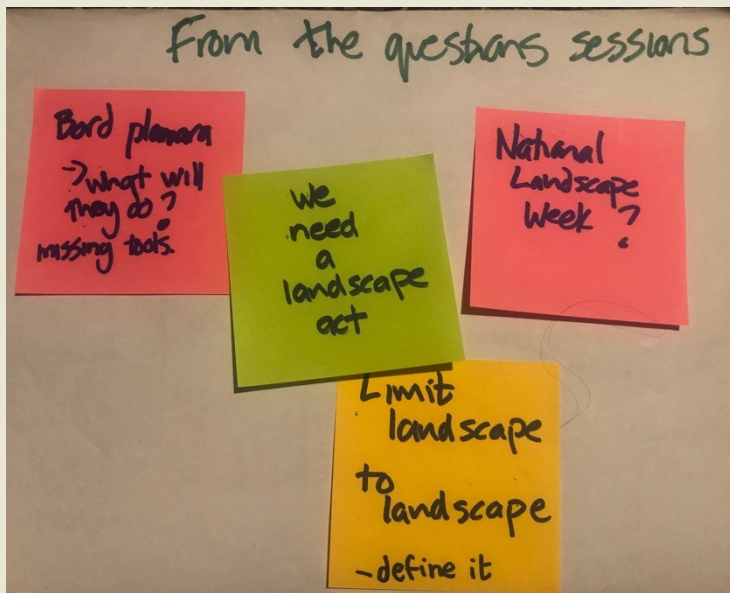 From the questions sessions
Bord planára
→ what will
they do?
missing tools.
we
need
a
landscape
act
National
Landscape
Week?
Limit
landscape
to
landscape
-define it